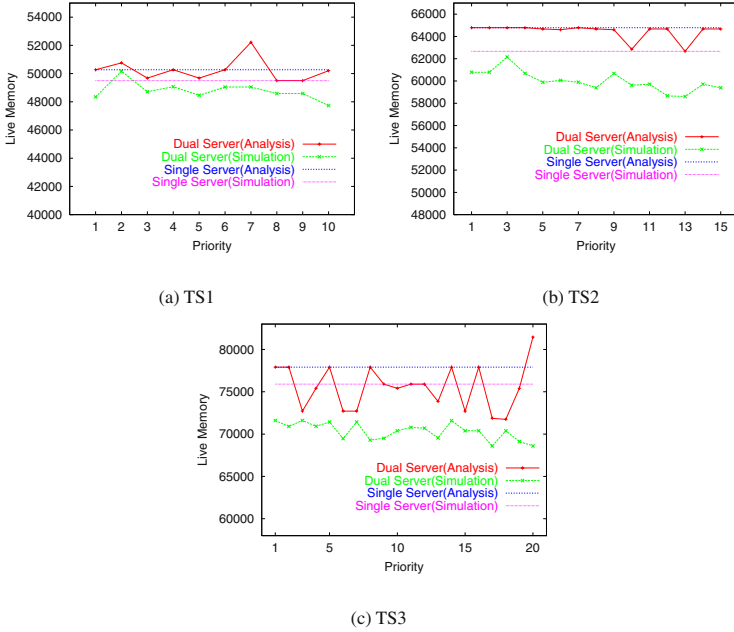 54000
52000
50000
48000
46000
44000
42000
40000
Live Memory
Dual Server(Analysis)
Dual Server(Simulation)
Single Server(Analysis)
Single Server(Simulation)
1 2 3 4 5 6 7 8 9 10
Priority
(a) TS1
66000
64000
62000
60000
58000
56000
54000
52000
50000
48000
Live Memory
Dual Server(Analysis)
Dual Server(Simulation)
Single Server(Analysis)
Single Server(Simulation)
1 3 5 7 9 11 13 15
Priority
(b) TS2
80000
75000
70000
65000
60000
Live Memory
Dual Server(Analysis)
Dual Server(Simulation)
Single Server(Analysis)
Single Server(Simulation)
1 5 10 15 20
Priority
(c) TS3